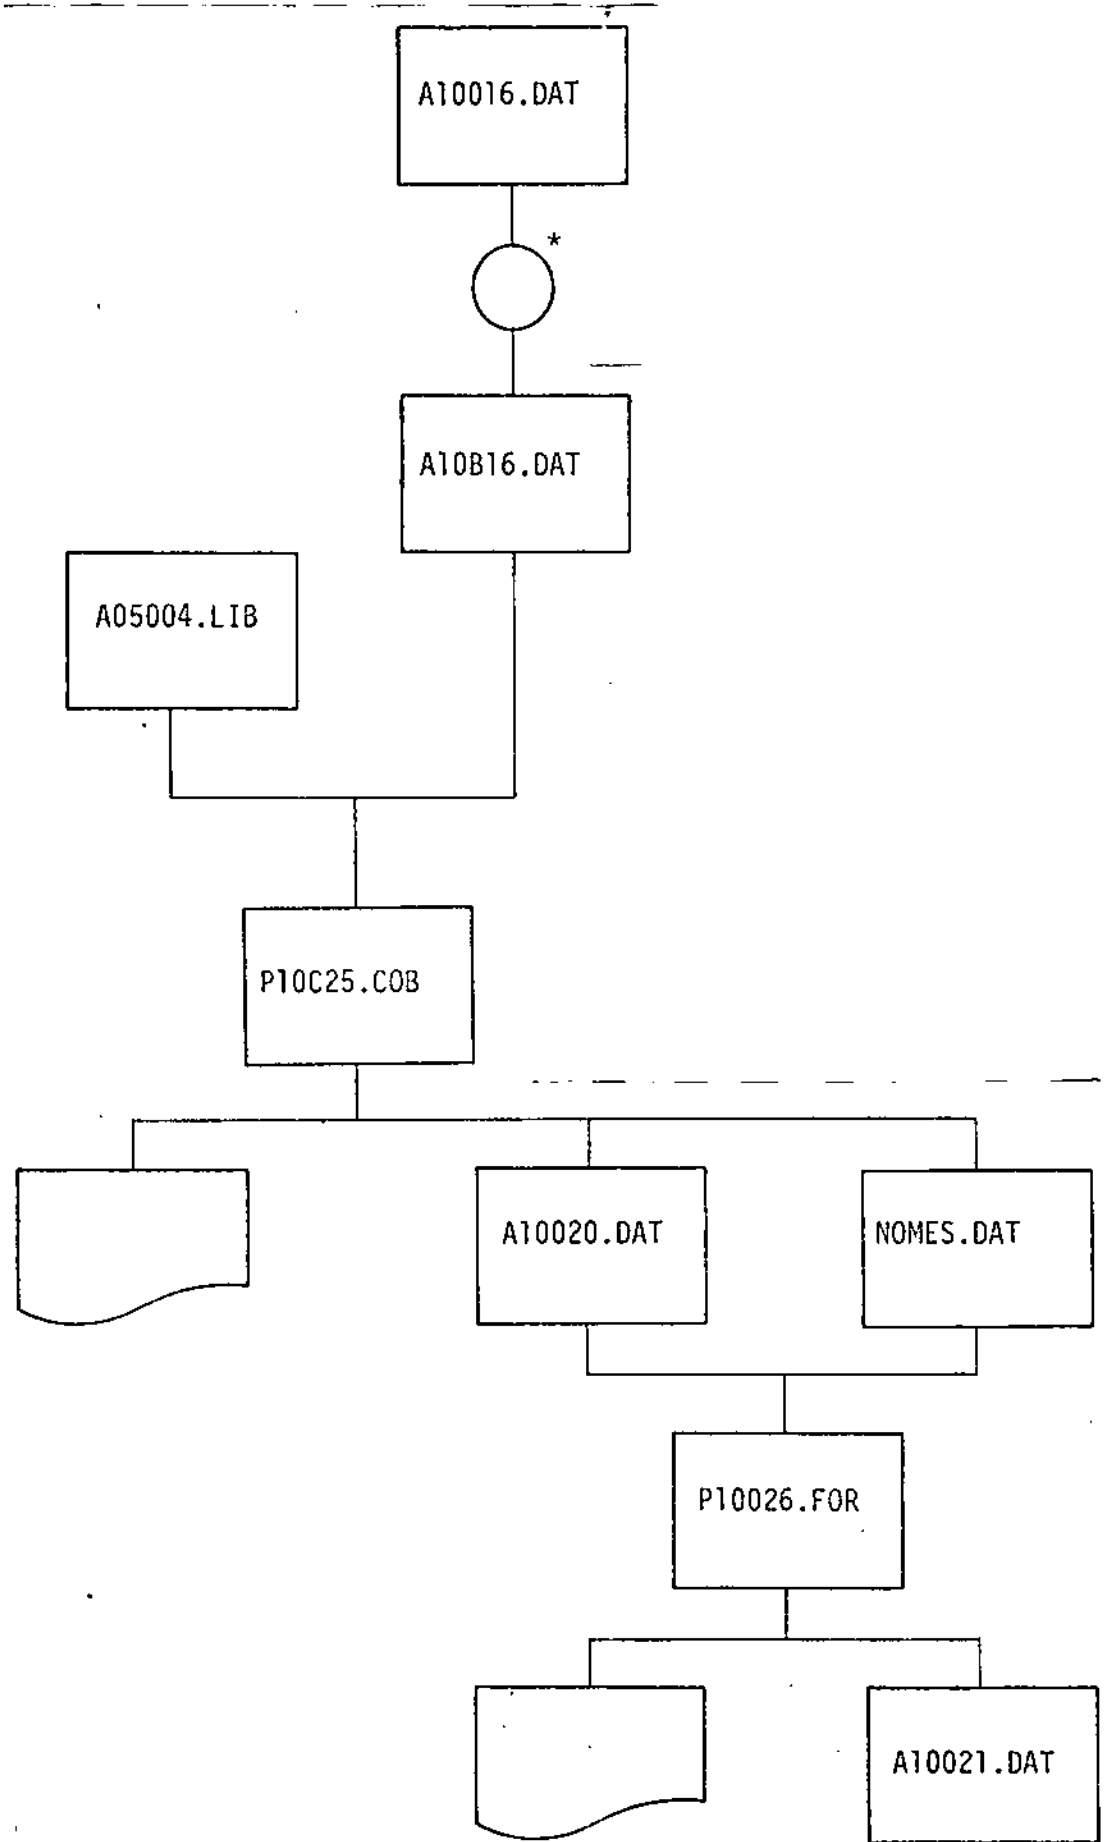 A10016.DAT
*
A10B16.DAT
A05004.LIB
P10C25.COB
A10020.DAT
NOMES.DAT
P10026.FOR
A10021.DAT